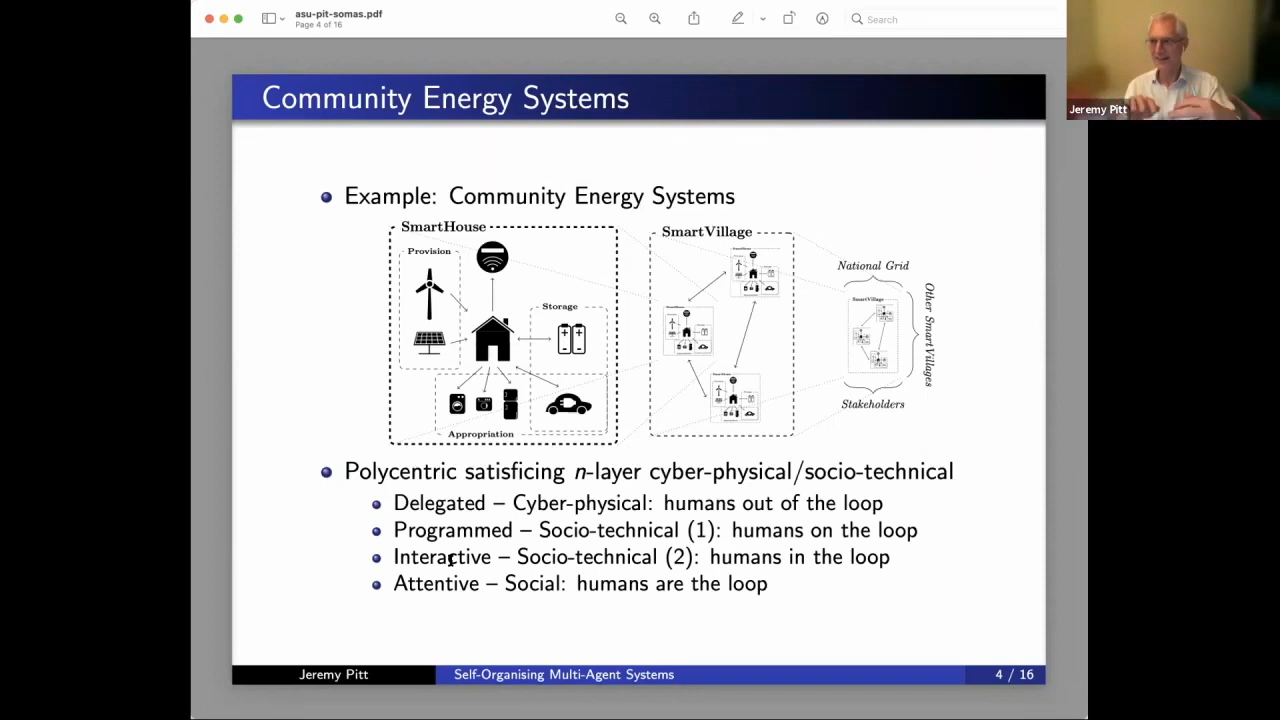 asu-pit-somas.pdf
Page 4 of 16
Search
Jeremy Pitt
Community Energy Systems
Example: Community Energy Systems
SmartHouse
Provision
Storage
Appropriation
SmartVillage
National Grid
SmartVillage
Other SmartVillages
Stakeholders
Polycentric satisficing n-layer cyber-physical/socio-technical
Delegated – Cyber-physical: humans out of the loop
Programmed – Socio-technical (1): humans on the loop
Interactive – Socio-technical (2): humans in the loop
Attentive – Social: humans are the loop
Jeremy Pitt
Self-Organising Multi-Agent Systems
4 / 16